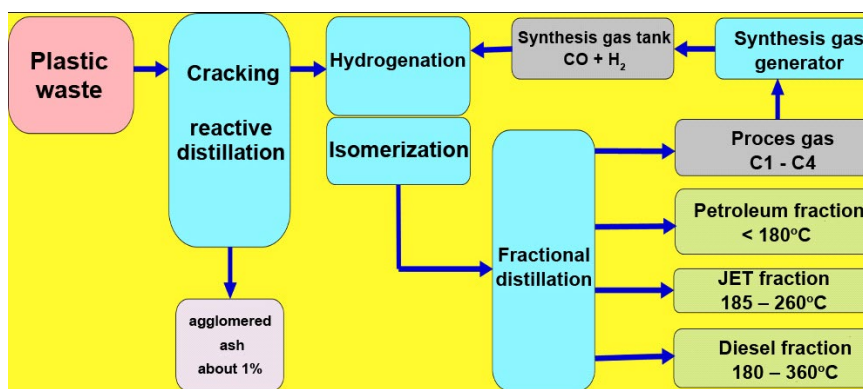 Plastic
waste
Cracking
reactive
distillation
agglomered
ash
about 1%
Hydrogenation
Isomerization
Synthesis gas tank
CO + H₂
Synthesis gas
generator
Fractional
distillation
Proces gas
C1 - C4
Petroleum fraction
< 180°C
JET fraction
185 – 260°C
Diesel fraction
180 – 360°C